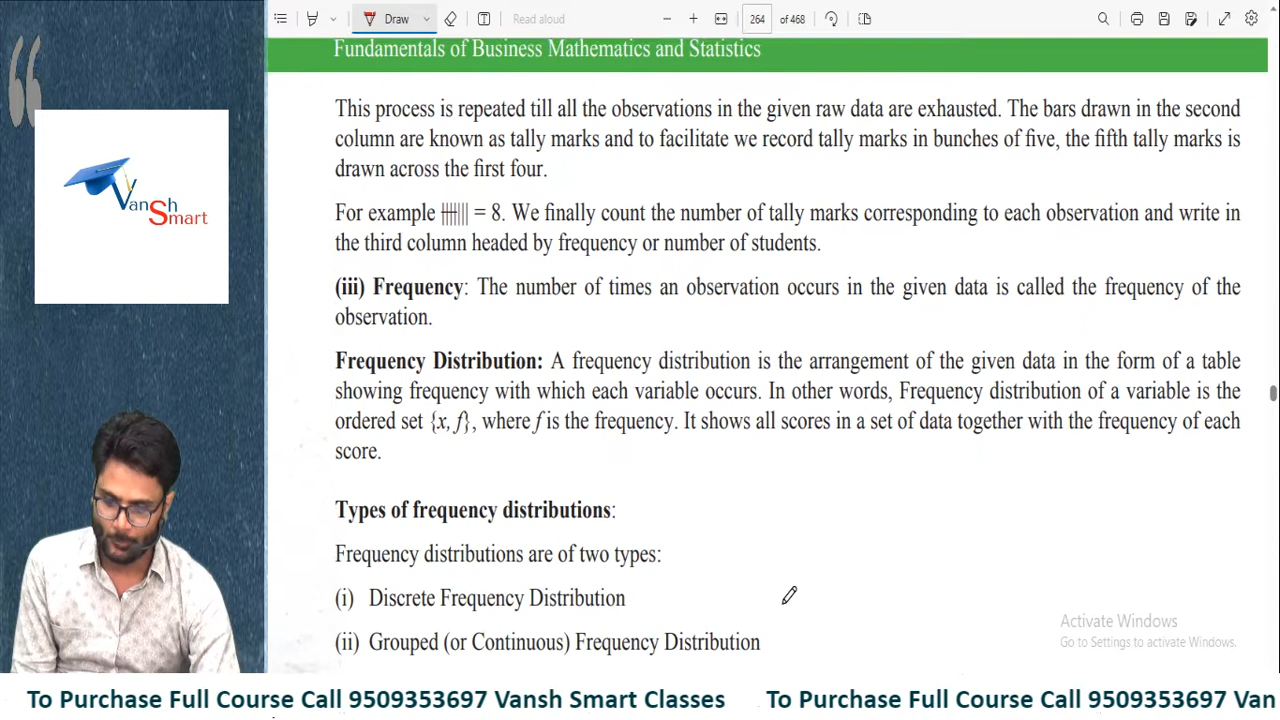 Draw
Read aloud
264 of 468
Fundamentals of Business Mathematics and Statistics
This process is repeated till all the observations in the given raw data are exhausted. The bars drawn in the second
column are known as tally marks and to facilitate we record tally marks in bunches of five, the fifth tally marks is
drawn across the first four.
For example 𝍸||| = 8. We finally count the number of tally marks corresponding to each observation and write in
the third column headed by frequency or number of students.
(iii) Frequency: The number of times an observation occurs in the given data is called the frequency of the
observation.
Frequency Distribution: A frequency distribution is the arrangement of the given data in the form of a table
showing frequency with which each variable occurs. In other words, Frequency distribution of a variable is the
ordered set {x, f}, where f is the frequency. It shows all scores in a set of data together with the frequency of each
score.
Types of frequency distributions:
Frequency distributions are of two types:
(i) Discrete Frequency Distribution
(ii) Grouped (or Continuous) Frequency Distribution
Vansh
Smart
Activate Windows
Go to Settings to activate Windows.
To Purchase Full Course Call 9509353697 Vansh Smart Classes To Purchase Full Course Call 9509353697 Van